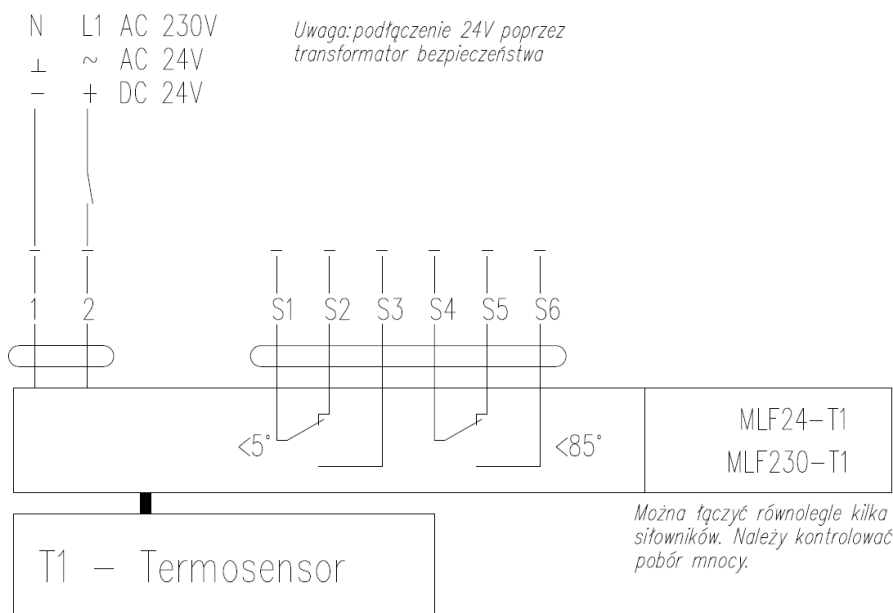 N L1 AC 230V
⊥ ~ AC 24V
− + DC 24V
Uwaga: podłączenie 24V poprzez
transformator bezpieczeństwa
1 2 S1 S2 S3 S4 S5 S6
<5° <85°
MLF24−T1
MLF230−T1
Można łączyć równolegle kilka
siłowników. Należy kontrolować
pobór mnocy.
T1 − Termosensor